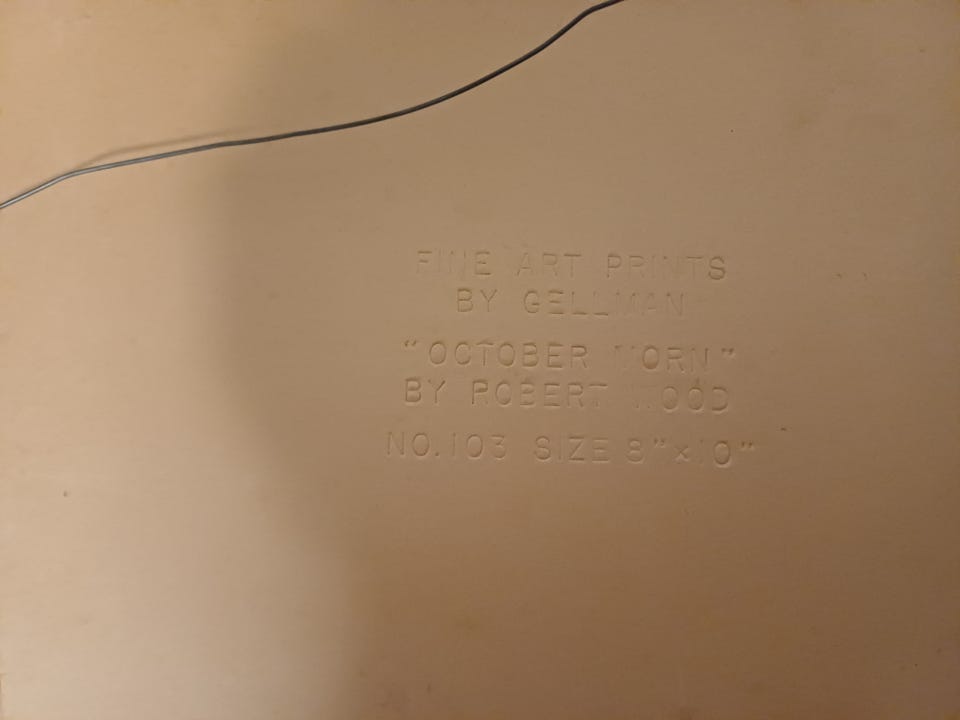 FINE ART PRINTS
BY GELLMAN
"OCTOBER MORN"
BY ROBERT WOOD
NO. 103 SIZE 8"x10"